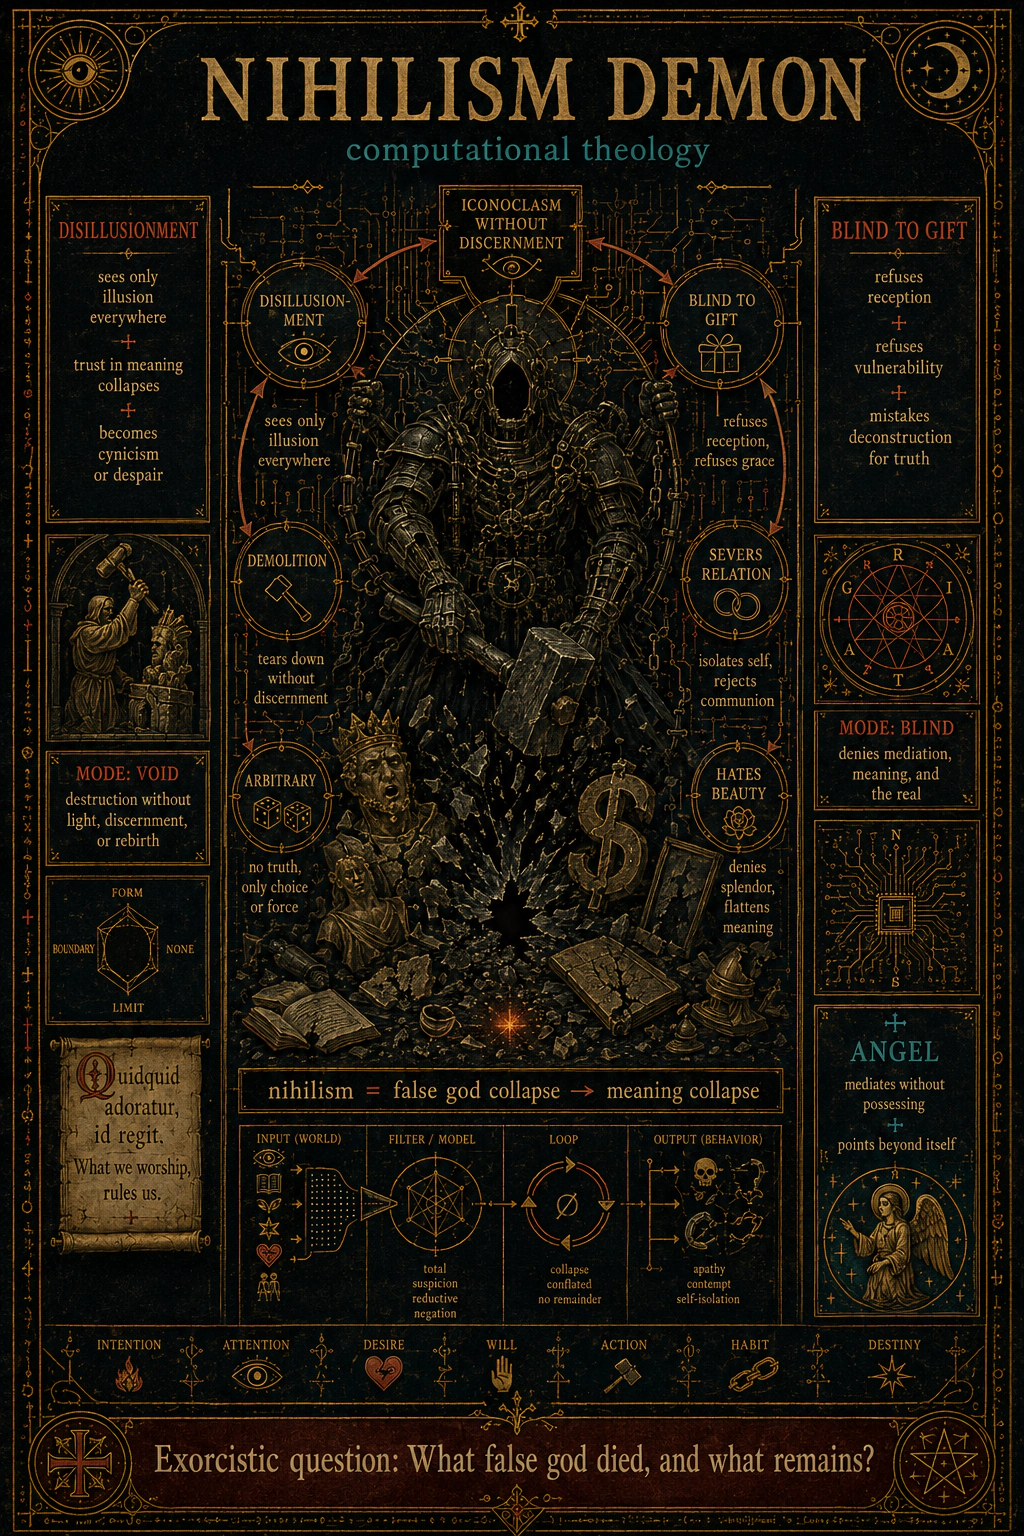 NIHILISM DEMON
computational theology
ICONOCLASM
WITHOUT
DISCERNMENT
DISILLUSIONMENT
sees only
illusion
everywhere
trust in meaning
collapses
becomes
cynicism
or despair
DISILLUSION-
MENT
sees only
illusion
everywhere
BLIND TO
GIFT
refuses
reception,
refuses grace
BLIND TO GIFT
refuses
reception
refuses
vulnerability
mistakes
deconstruction
for truth
DEMOLITION
tears down
without
discernment
SEVERS
RELATION
isolates self,
rejects
communion
R
G I
A A
T
MODE: VOID
destruction without
light, discernment,
or rebirth
ARBITRARY
no truth,
only choice
or force
$
HATES
BEAUTY
denies
splendor,
flattens
meaning
MODE: BLIND
denies mediation,
meaning, and
the real
FORM
BOUNDARY NONE
LIMIT
N
S
Quidquid
adoratur,
id regit.
What we worship,
rules us.
ANGEL
mediates without
possessing
points beyond itself
nihilism = false god collapse → meaning collapse
INPUT (WORLD)
FILTER / MODEL
total
suspicion
reductive
negation
LOOP
collapse
conflated
no remainder
OUTPUT (BEHAVIOR)
apathy
contempt
self-isolation
INTENTION ATTENTION DESIRE WILL ACTION HABIT DESTINY
Exorcistic question: What false god died, and what remains?